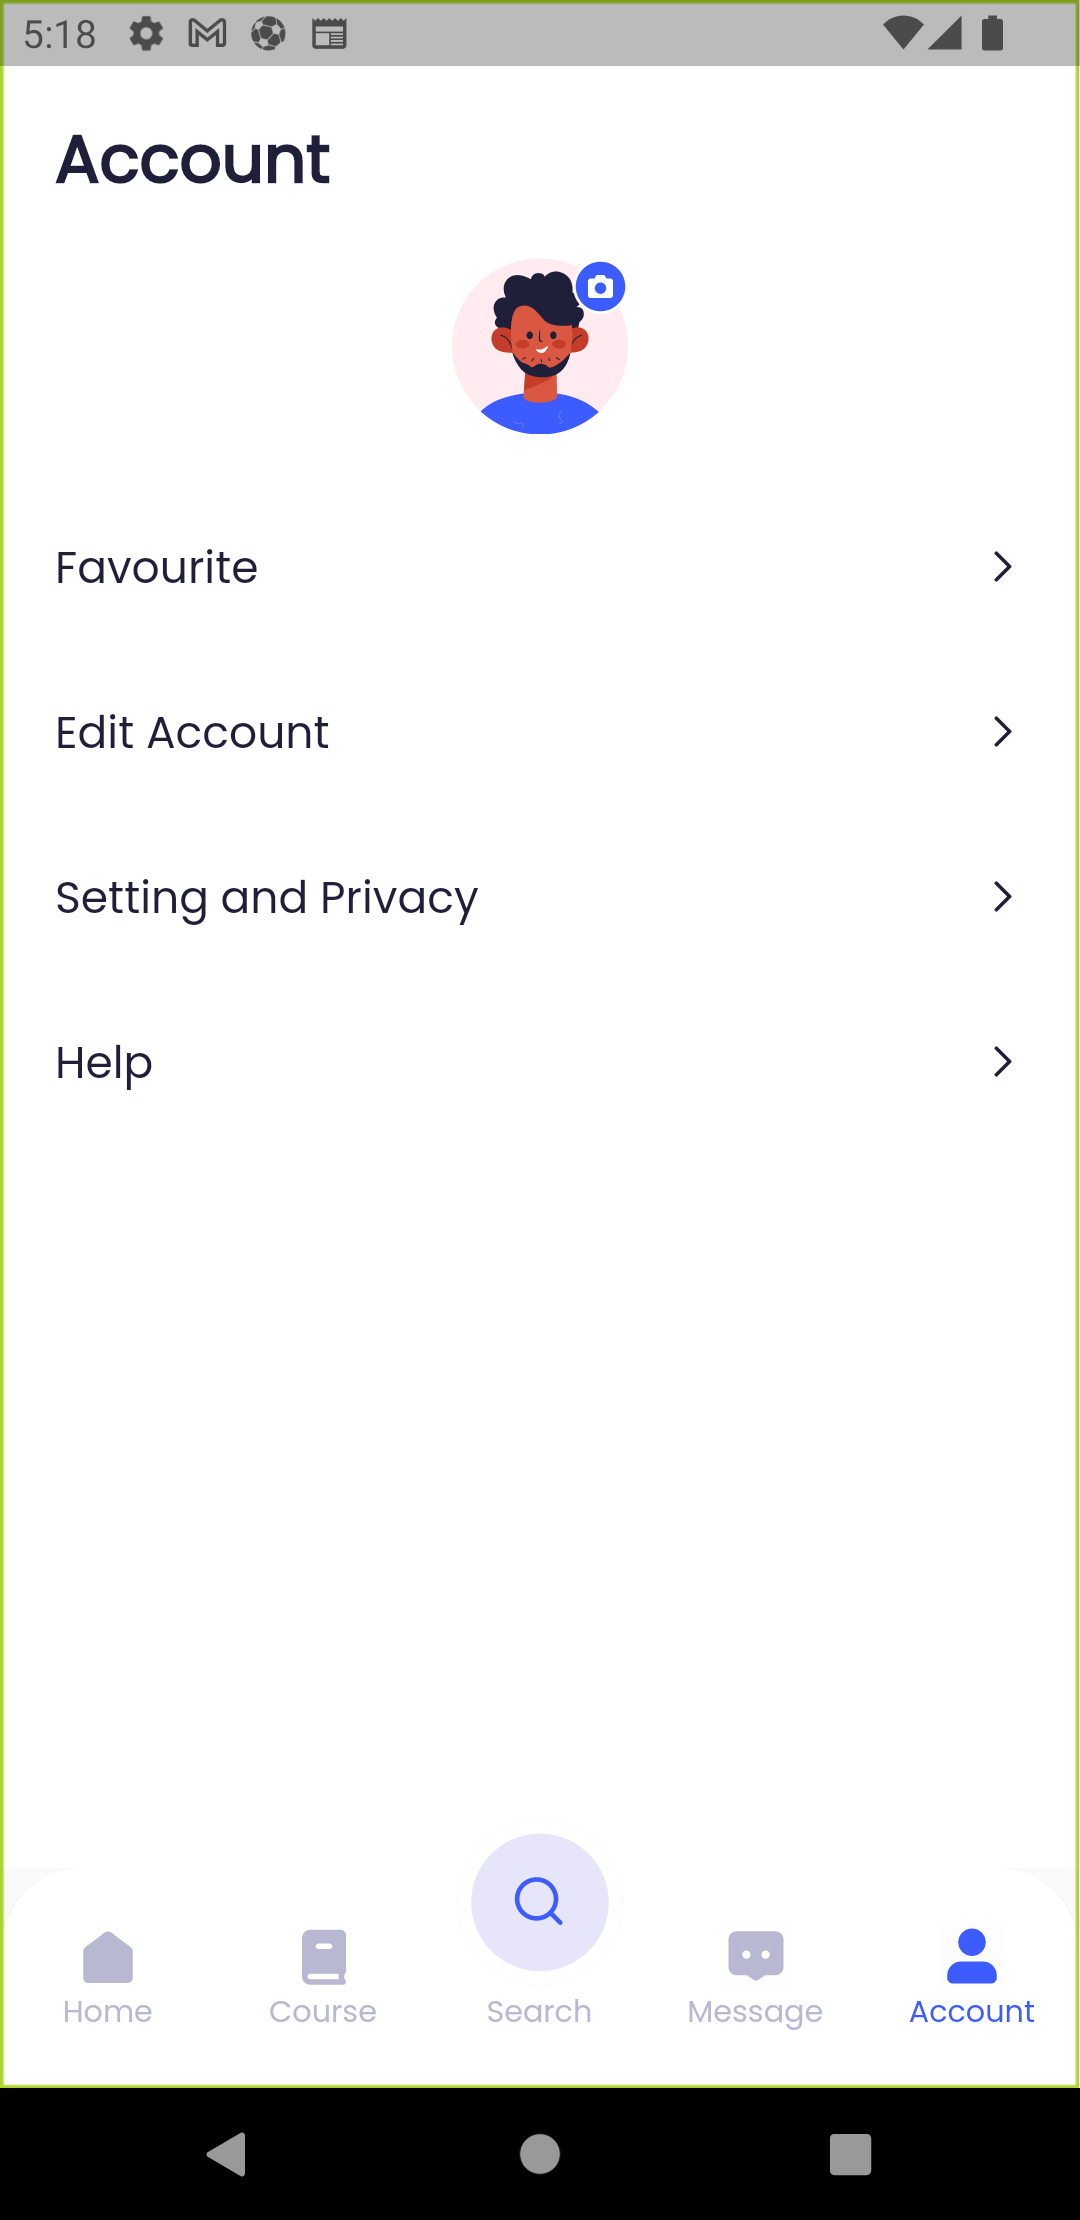 5:18
Account
Favourite
Edit Account
Setting and Privacy
Help
Home
Course
Search
Message
Account